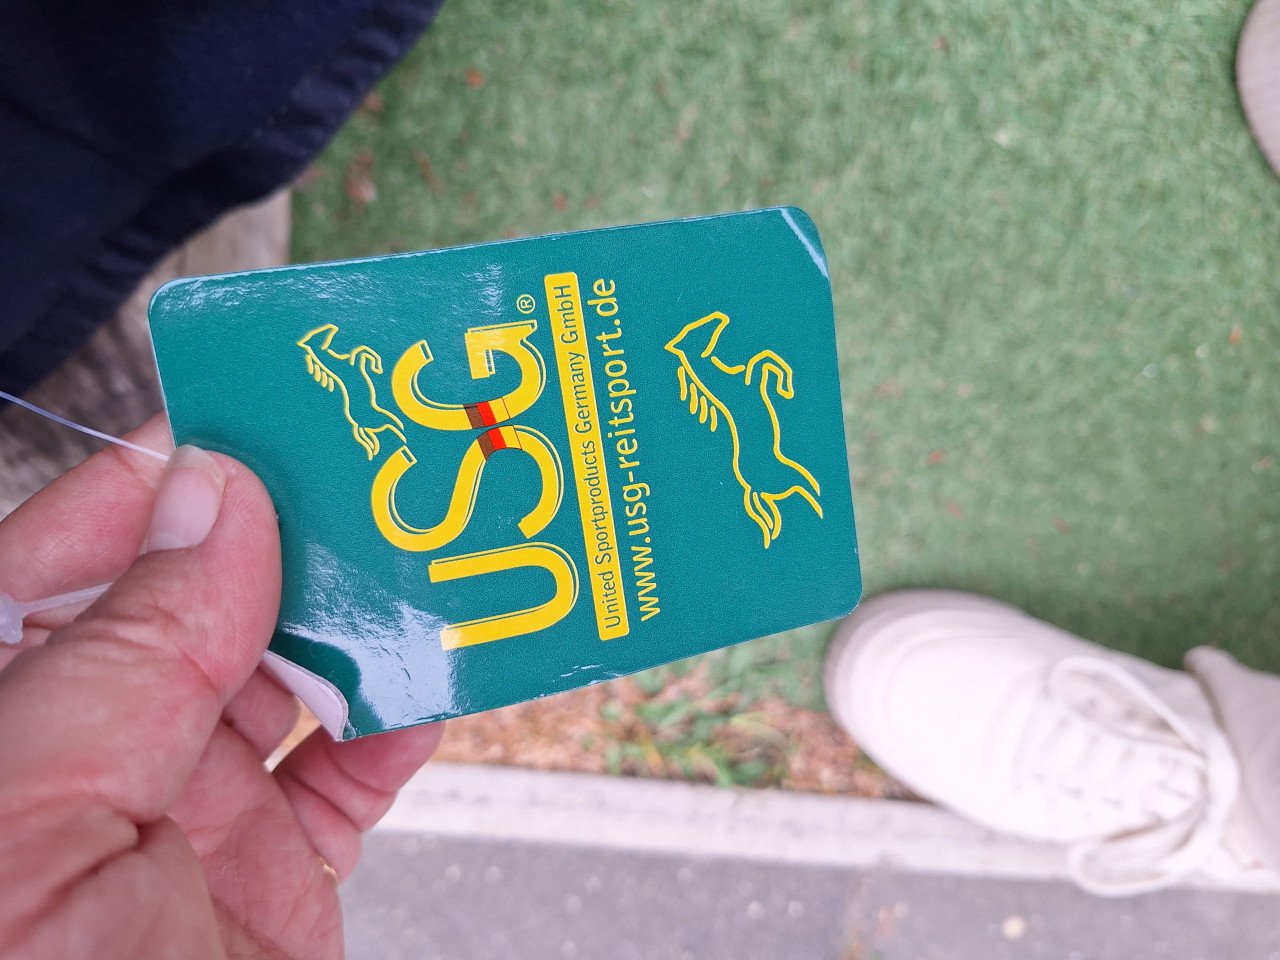 USG®
United Sportproducts Germany GmbH
www.usg-reitsport.de